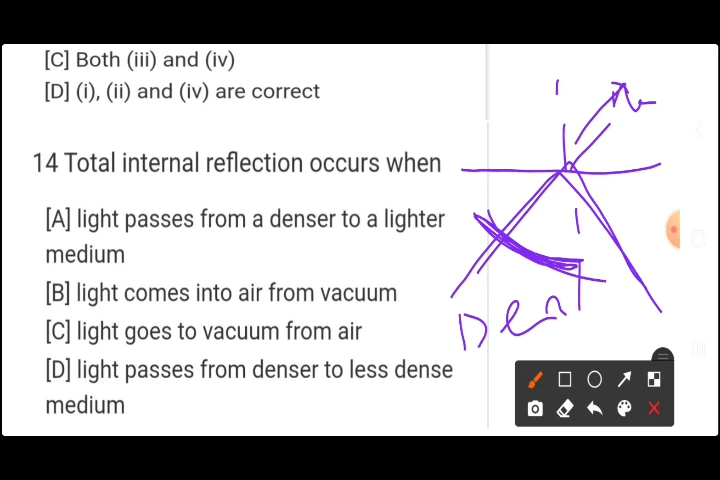 [C] Both (iii) and (iv)
[D] (i), (ii) and (iv) are correct
14 Total internal reflection occurs when
[A] light passes from a denser to a lighter
medium
[B] light comes into air from vacuum
[C] light goes to vacuum from air
[D] light passes from denser to less dense
medium